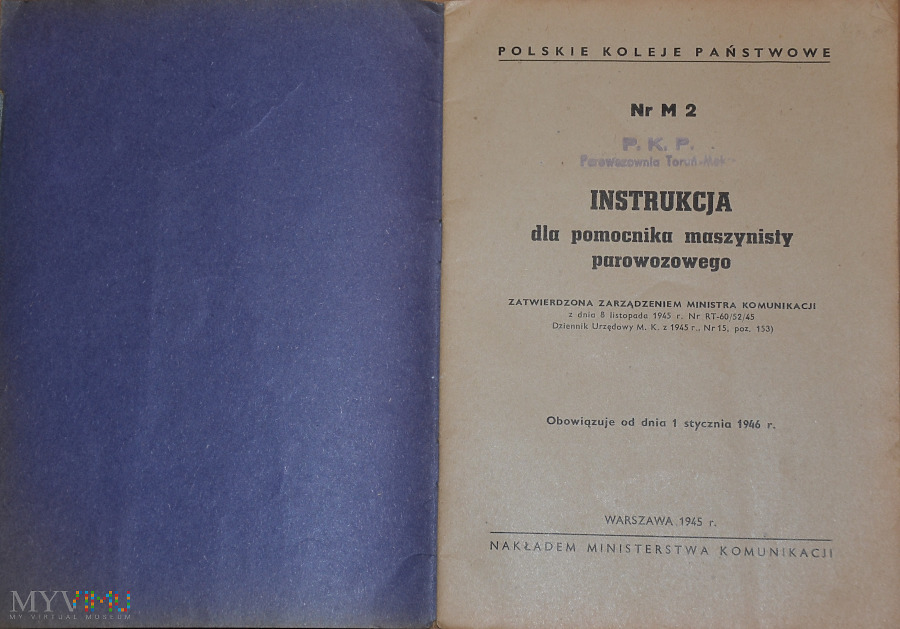 POLSKIE KOLEJE PAŃSTWOWE
Nr M 2
P. K. P.
Parowozownia Toruń-
INSTRUKCJA
dla pomocnika maszynisty
parowozowego
ZATWIERDZONA ZARZĄDZENIEM MINISTRA KOMUNIKACJI
z dnia 8 listopada 1945 r. Nr RT-60/52/45
Dziennik Urzędowy M. K. z 1945 r., Nr 15, poz. 153)
Obowiązuje od dnia 1 stycznia 1946 r.
WARSZAWA 1945 r.
NAKŁADEM MINISTERSTWA KOMUNIKACJI
MYVIMU
MY VIRTUAL MUSEUM